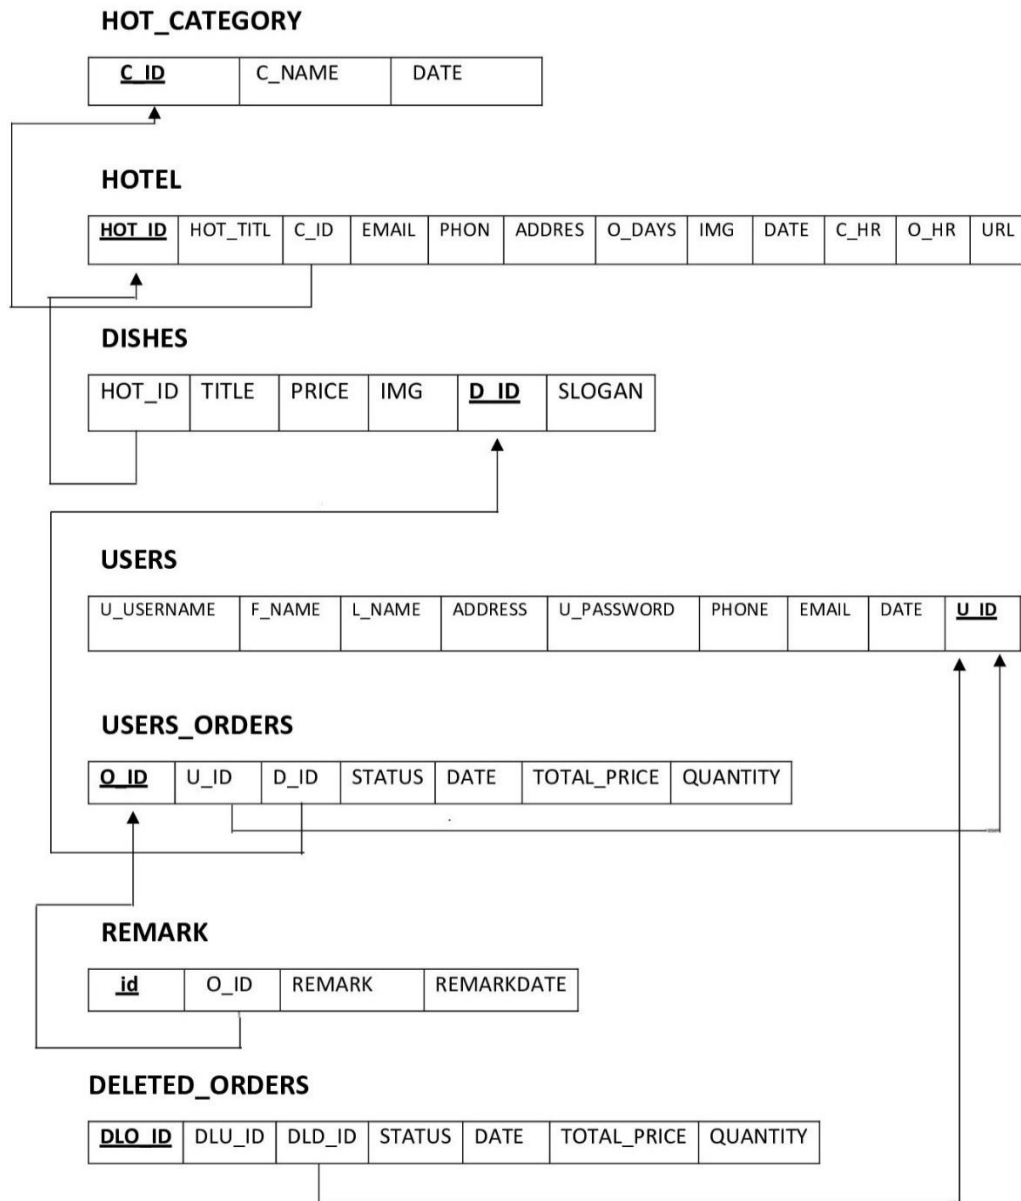 HOT_CATEGORY
C_ID C_NAME DATE
HOTEL
HOT_ID HOT_TITL C_ID EMAIL PHON ADDRES O_DAYS IMG DATE C_HR O_HR URL
DISHES
HOT_ID TITLE PRICE IMG D_ID SLOGAN
USERS
U_USERNAME F_NAME L_NAME ADDRESS U_PASSWORD PHONE EMAIL DATE U_ID
USERS_ORDERS
O_ID U_ID D_ID STATUS DATE TOTAL_PRICE QUANTITY
REMARK
id O_ID REMARK REMARKDATE
DELETED_ORDERS
DLO_ID DLU_ID DLD_ID STATUS DATE TOTAL_PRICE QUANTITY